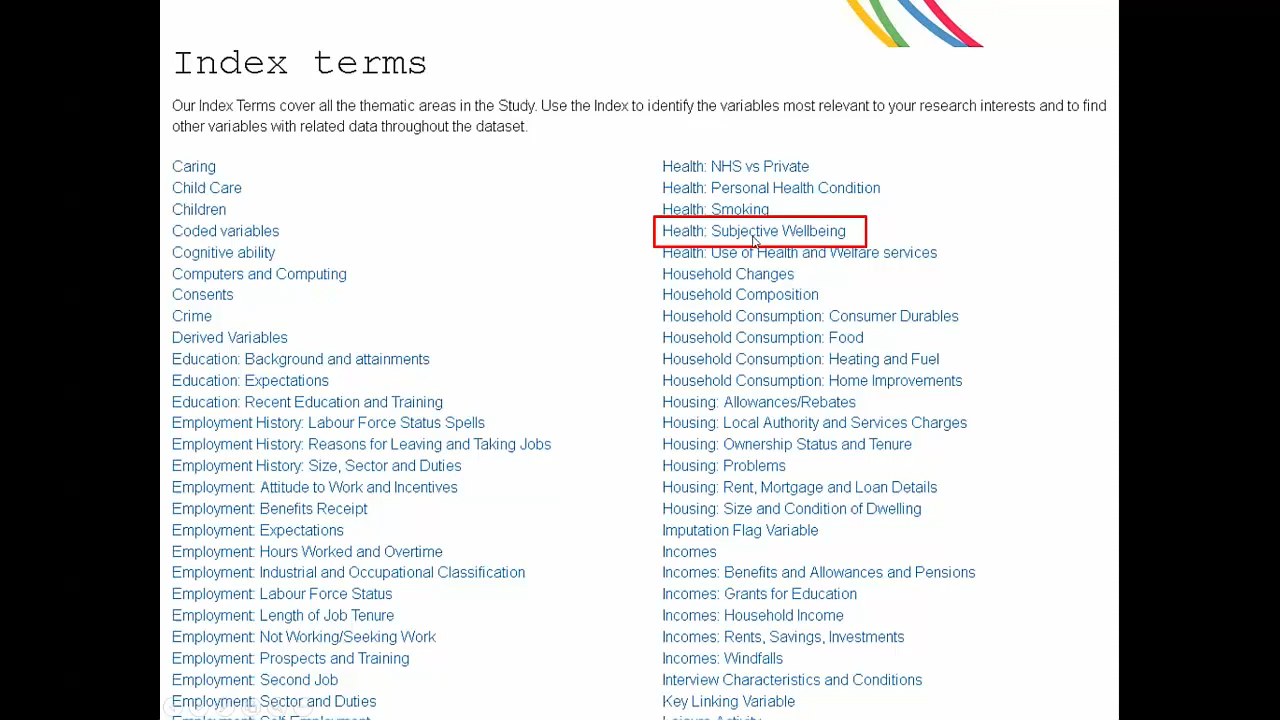 Index terms
Our Index Terms cover all the thematic areas in the Study. Use the Index to identify the variables most relevant to your research interests and to find
other variables with related data throughout the dataset.
Caring
Child Care
Children
Coded variables
Cognitive ability
Computers and Computing
Consents
Crime
Derived Variables
Education: Background and attainments
Education: Expectations
Education: Recent Education and Training
Employment History: Labour Force Status Spells
Employment History: Reasons for Leaving and Taking Jobs
Employment History: Size, Sector and Duties
Employment: Attitude to Work and Incentives
Employment: Benefits Receipt
Employment: Expectations
Employment: Hours Worked and Overtime
Employment: Industrial and Occupational Classification
Employment: Labour Force Status
Employment: Length of Job Tenure
Employment: Not Working/Seeking Work
Employment: Prospects and Training
Employment: Second Job
Employment: Sector and Duties
Employment: Self Employment
Health: NHS vs Private
Health: Personal Health Condition
Health: Smoking
Health: Subjective Wellbeing
Health: Use of Health and Welfare services
Household Changes
Household Composition
Household Consumption: Consumer Durables
Household Consumption: Food
Household Consumption: Heating and Fuel
Household Consumption: Home Improvements
Housing: Allowances/Rebates
Housing: Local Authority and Services Charges
Housing: Ownership Status and Tenure
Housing: Problems
Housing: Rent, Mortgage and Loan Details
Housing: Size and Condition of Dwelling
Imputation Flag Variable
Incomes
Incomes: Benefits and Allowances and Pensions
Incomes: Grants for Education
Incomes: Household Income
Incomes: Rents, Savings, Investments
Incomes: Windfalls
Interview Characteristics and Conditions
Key Linking Variable
Leisure Activity